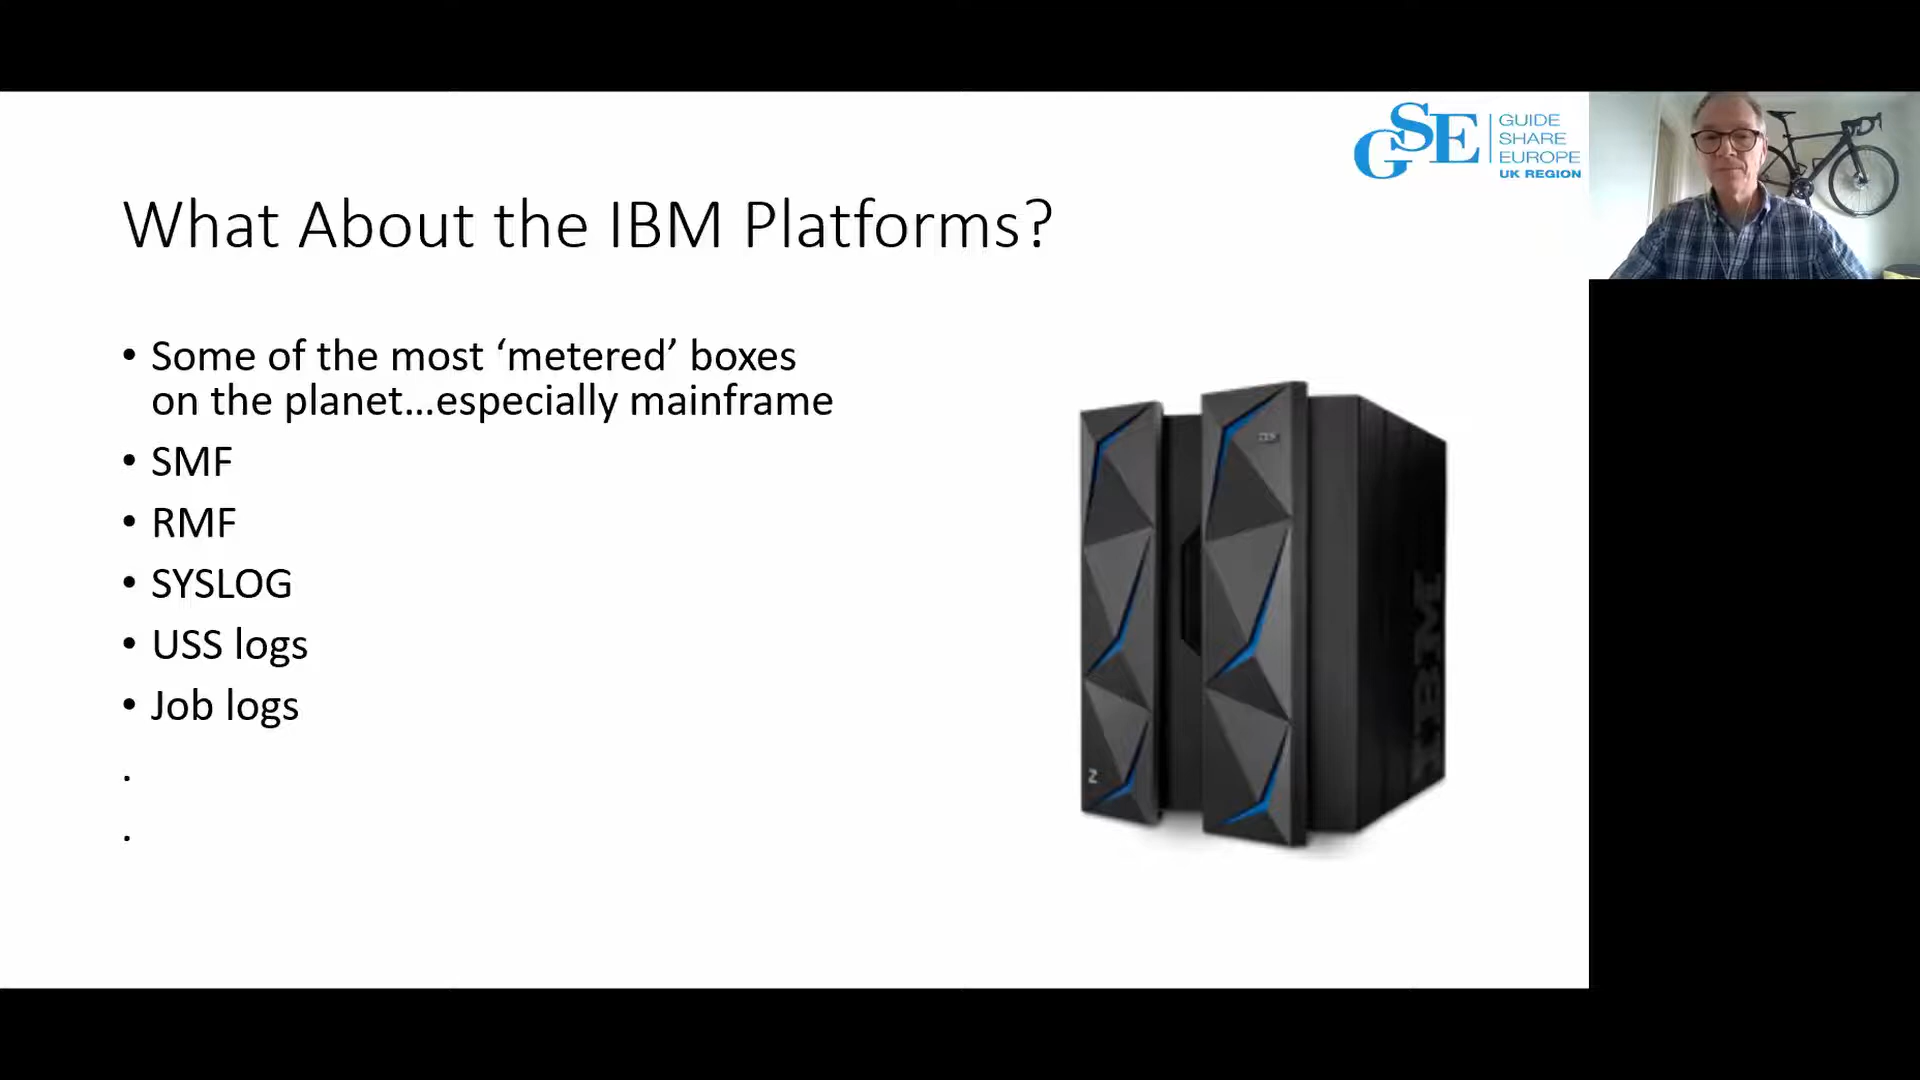 GSE
GUIDE
SHARE
EUROPE
UK REGION
What About the IBM Platforms?
• Some of the most ‘metered’ boxes
on the planet...especially mainframe
• SMF
• RMF
• SYSLOG
• USS logs
• Job logs
.
.
IBM
Z